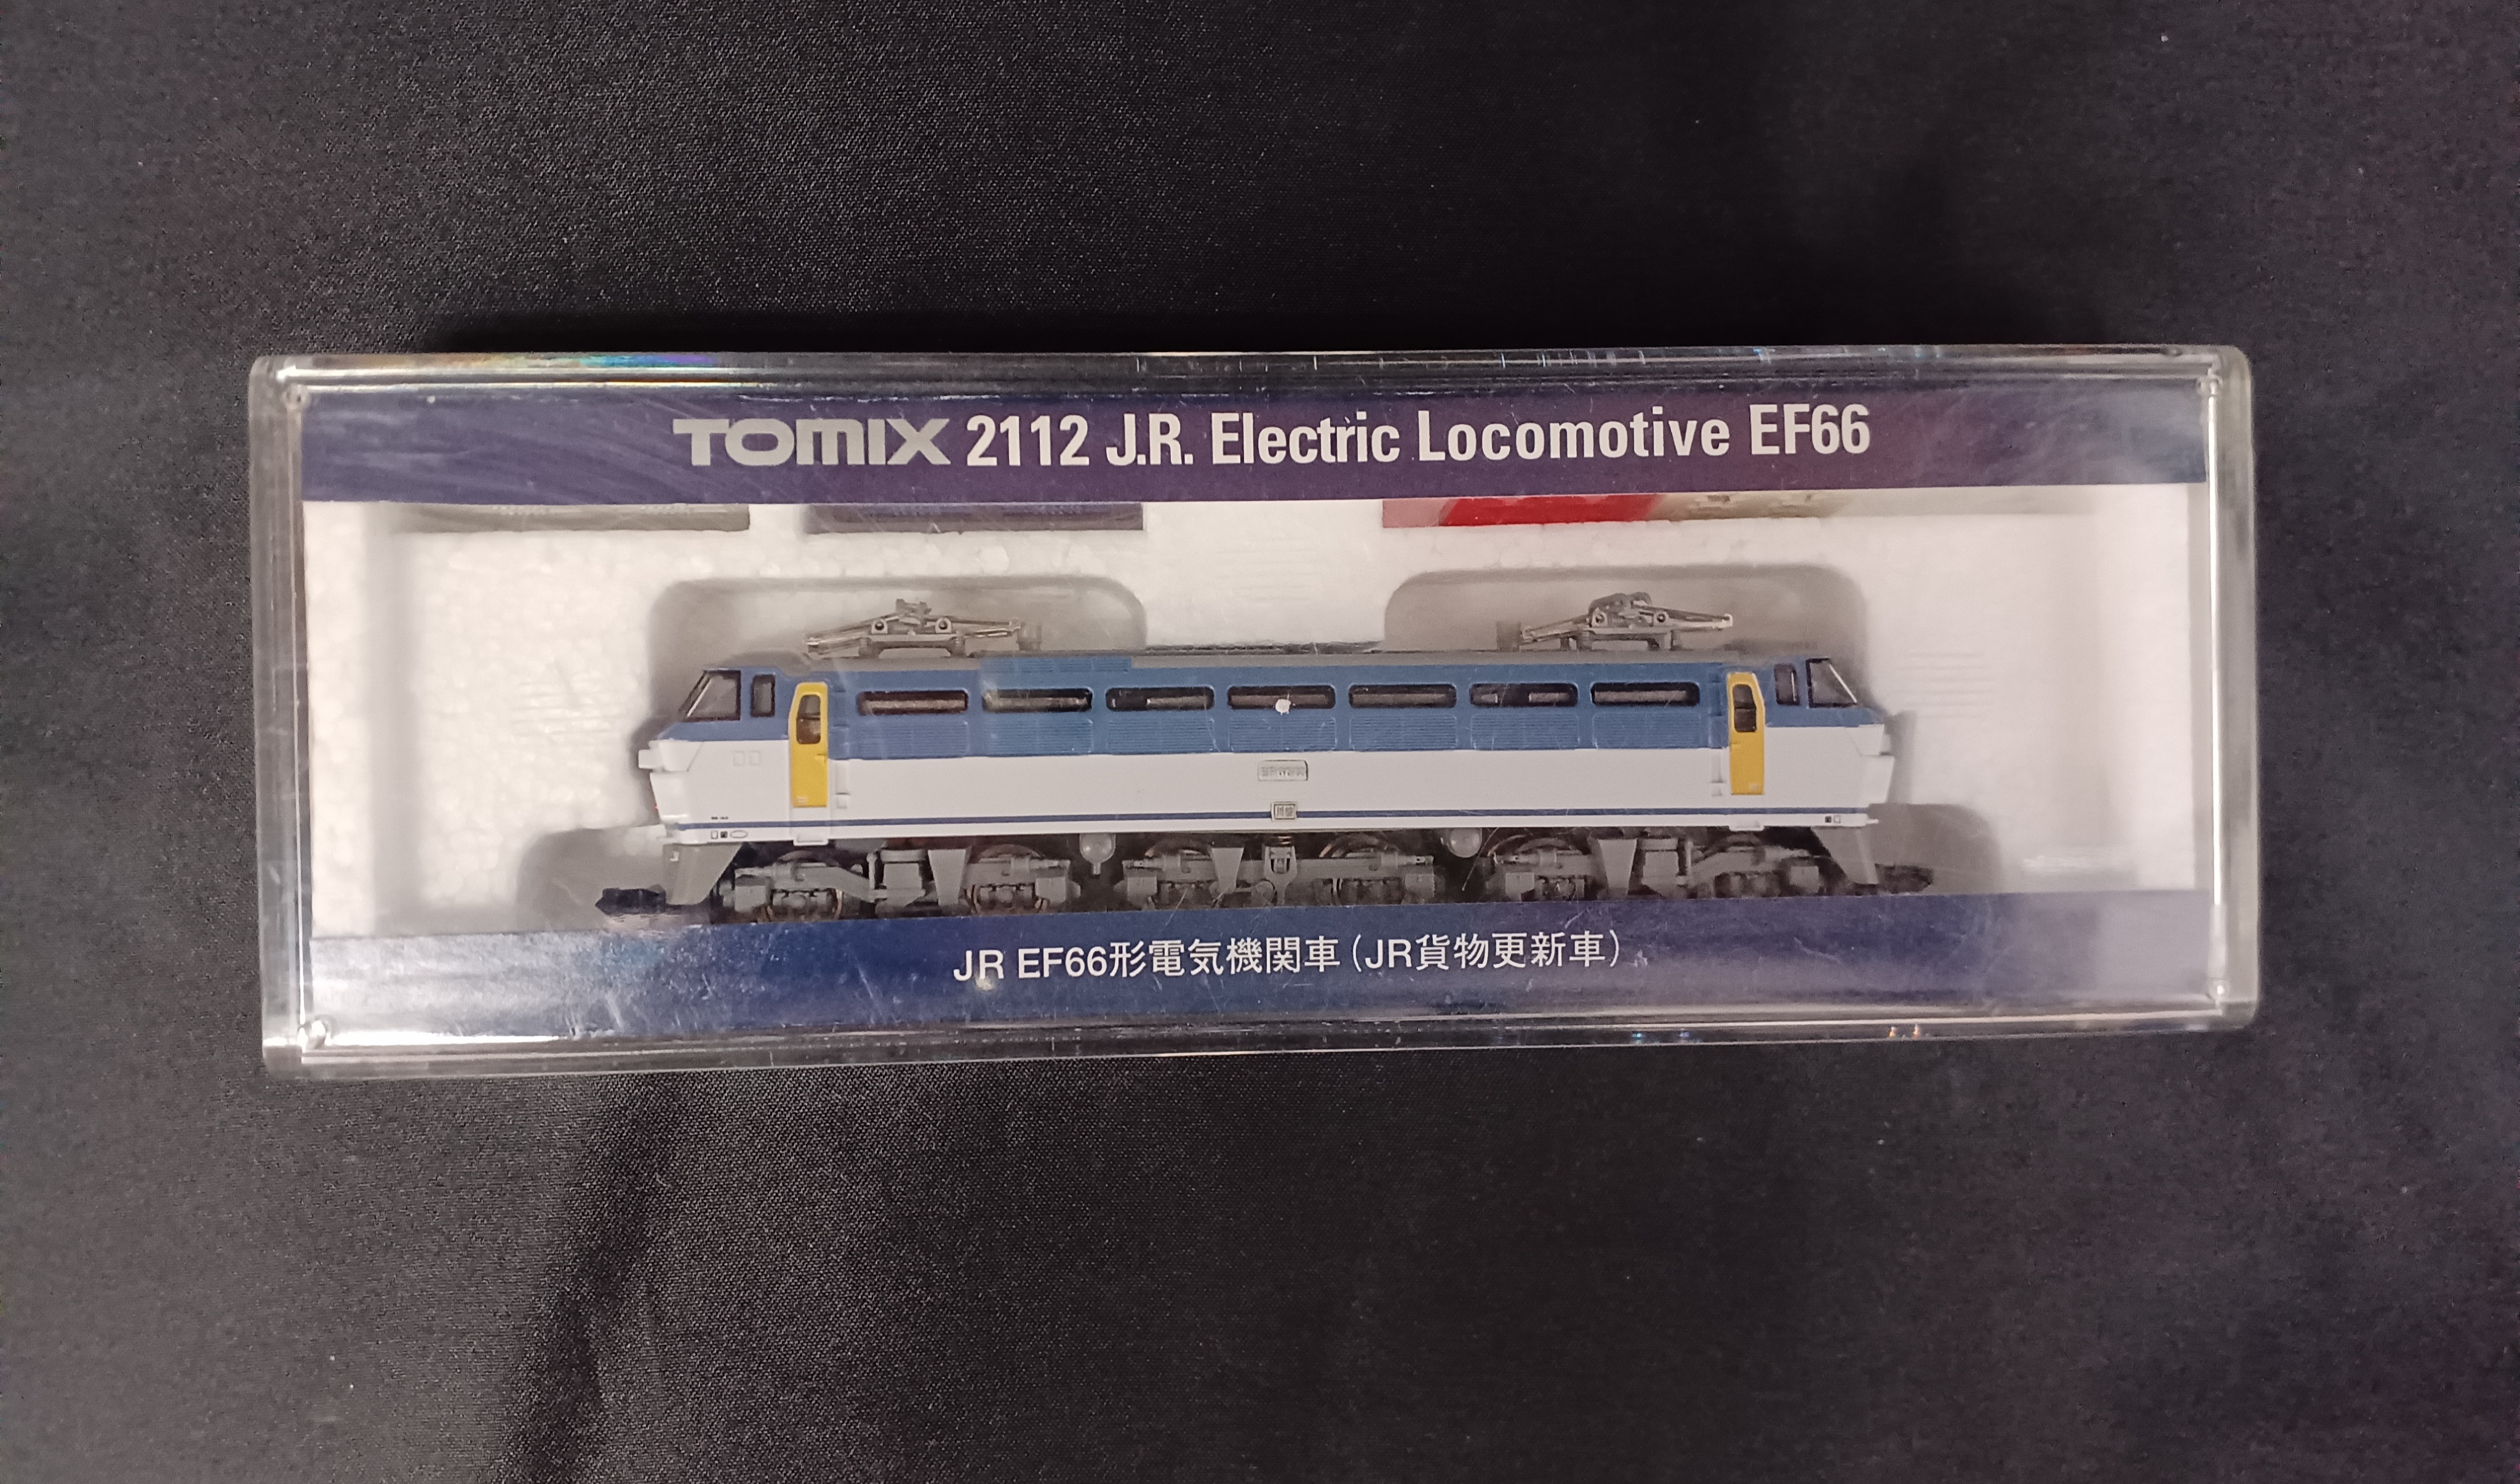 TOMIX 2112 J.R. Electric Locomotive EF66
JR EF66形電気機関車（JR貨物更新車）